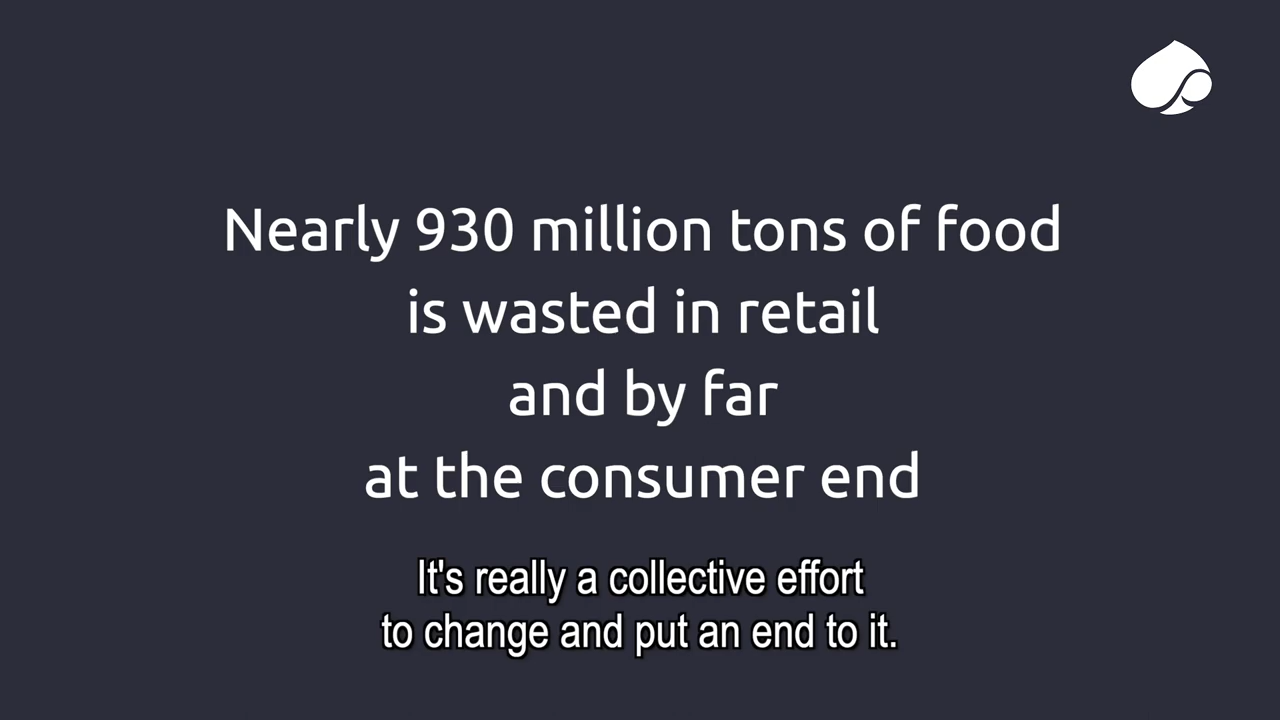 Nearly 930 million tons of food
is wasted in retail
and by far
at the consumer end
It's really a collective effort
to change and put an end to it.